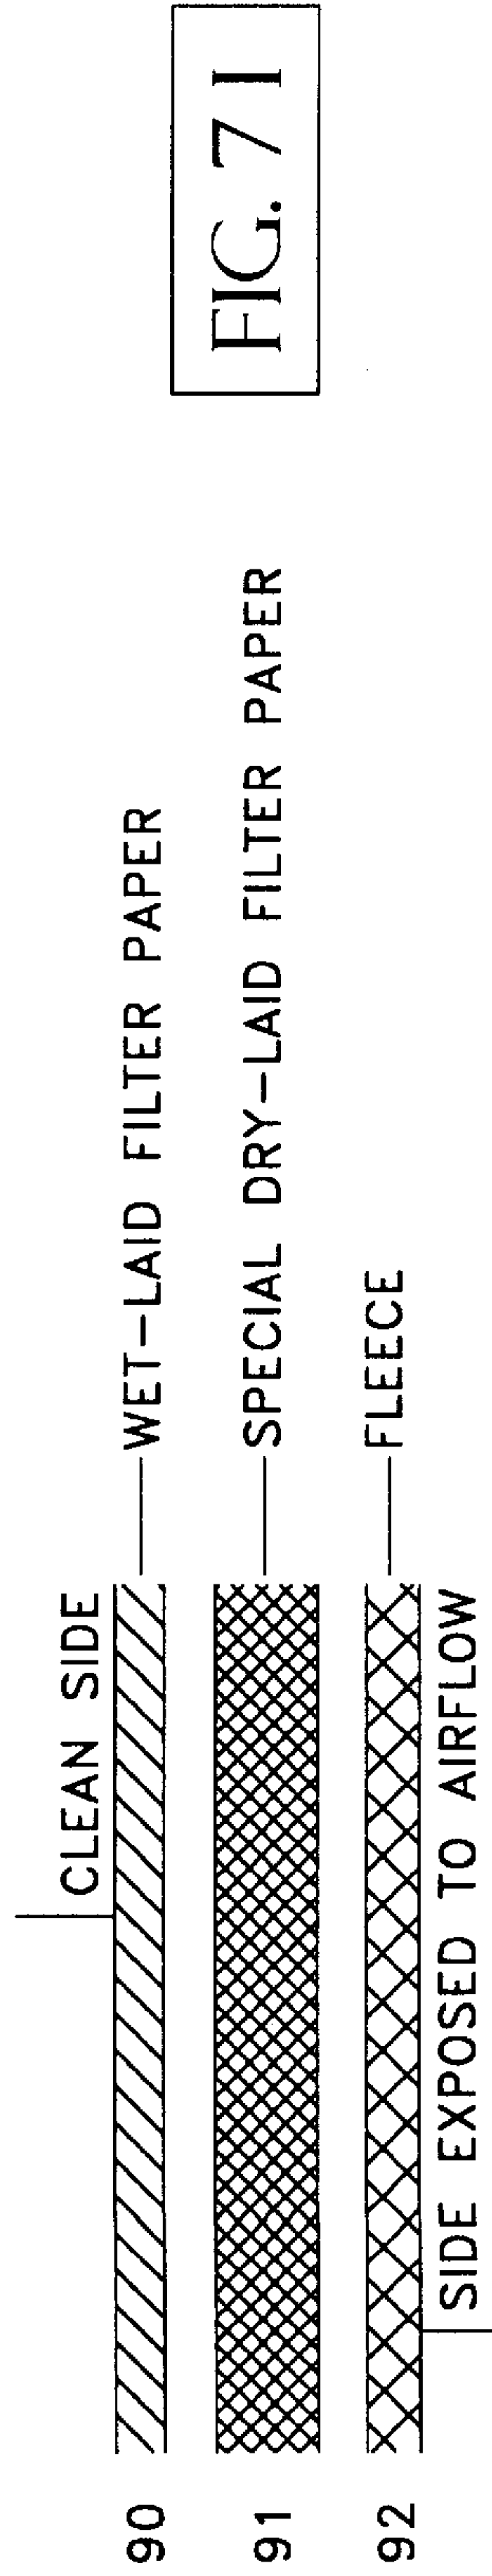 CLEAN SIDE
90 WET-LAID FILTER PAPER
91 SPECIAL DRY-LAID FILTER PAPER
92 FLEECE
SIDE EXPOSED TO AIRFLOW
FIG. 7 I